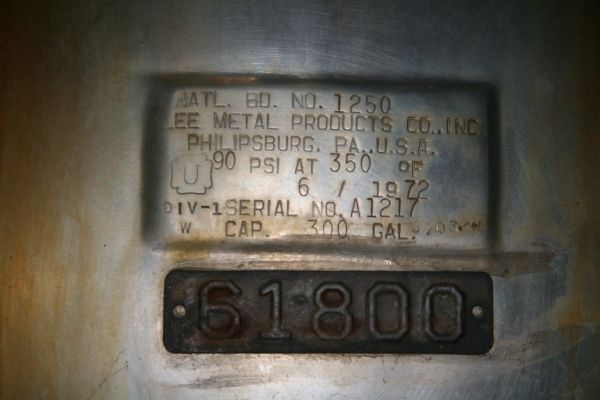 NATL. BD. NO. 1250
LEE METAL PRODUCTS CO., INC.
PHILIPSBURG, PA., U.S.A.
U 90 PSI AT 350 °F
6 / 1972
DIV-1 SERIAL NO. A1217
W CAP. 300 GAL.
61800